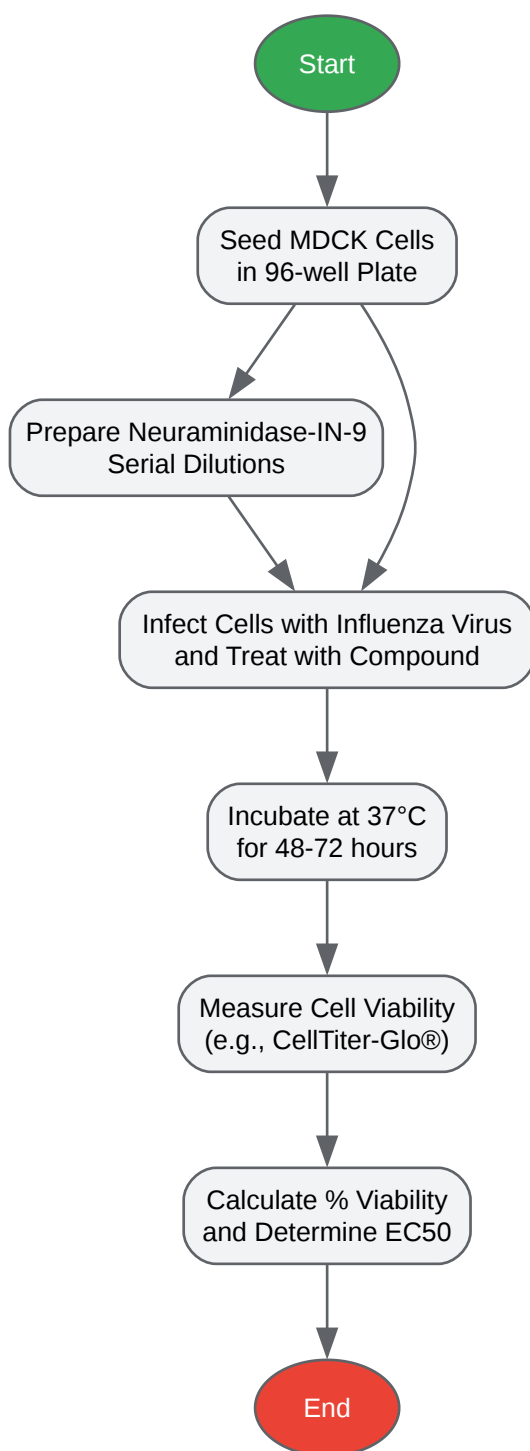 Start
Seed MDCK Cells
in 96-well Plate
Prepare Neuraminidase-IN-9
Serial Dilutions
Infect Cells with Influenza Virus
and Treat with Compound
Incubate at 37°C
for 48-72 hours
Measure Cell Viability
(e.g., CellTiter-Glo®)
Calculate % Viability
and Determine EC50
End